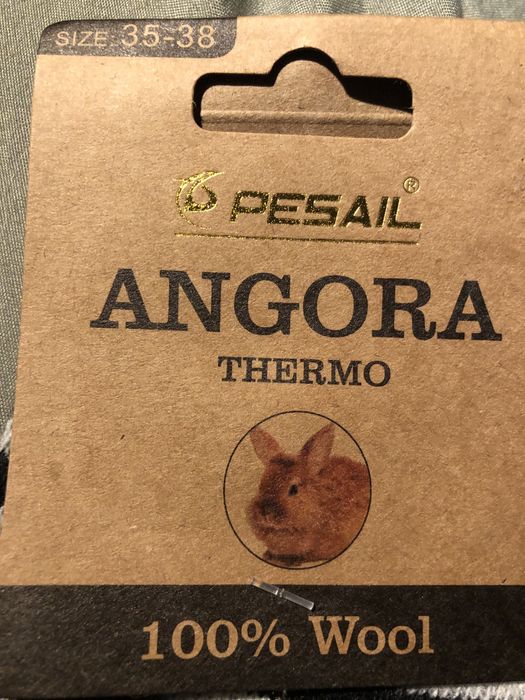 SIZE: 35-38
PESAIL®
ANGORA
THERMO
100% Wool